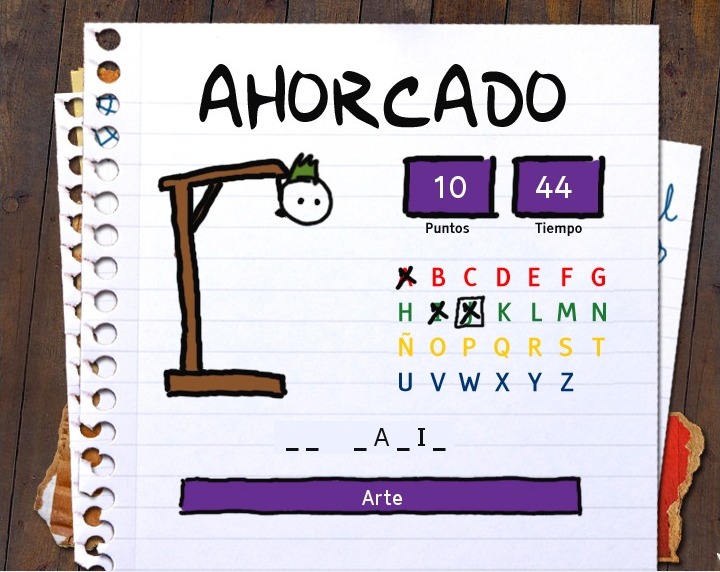 AHORCADO
10 44
Puntos Tiempo
A B C D E F G
H I J K L M N
Ñ O P Q R S T
U V W X Y Z
_ _ _ A _ I _
Arte